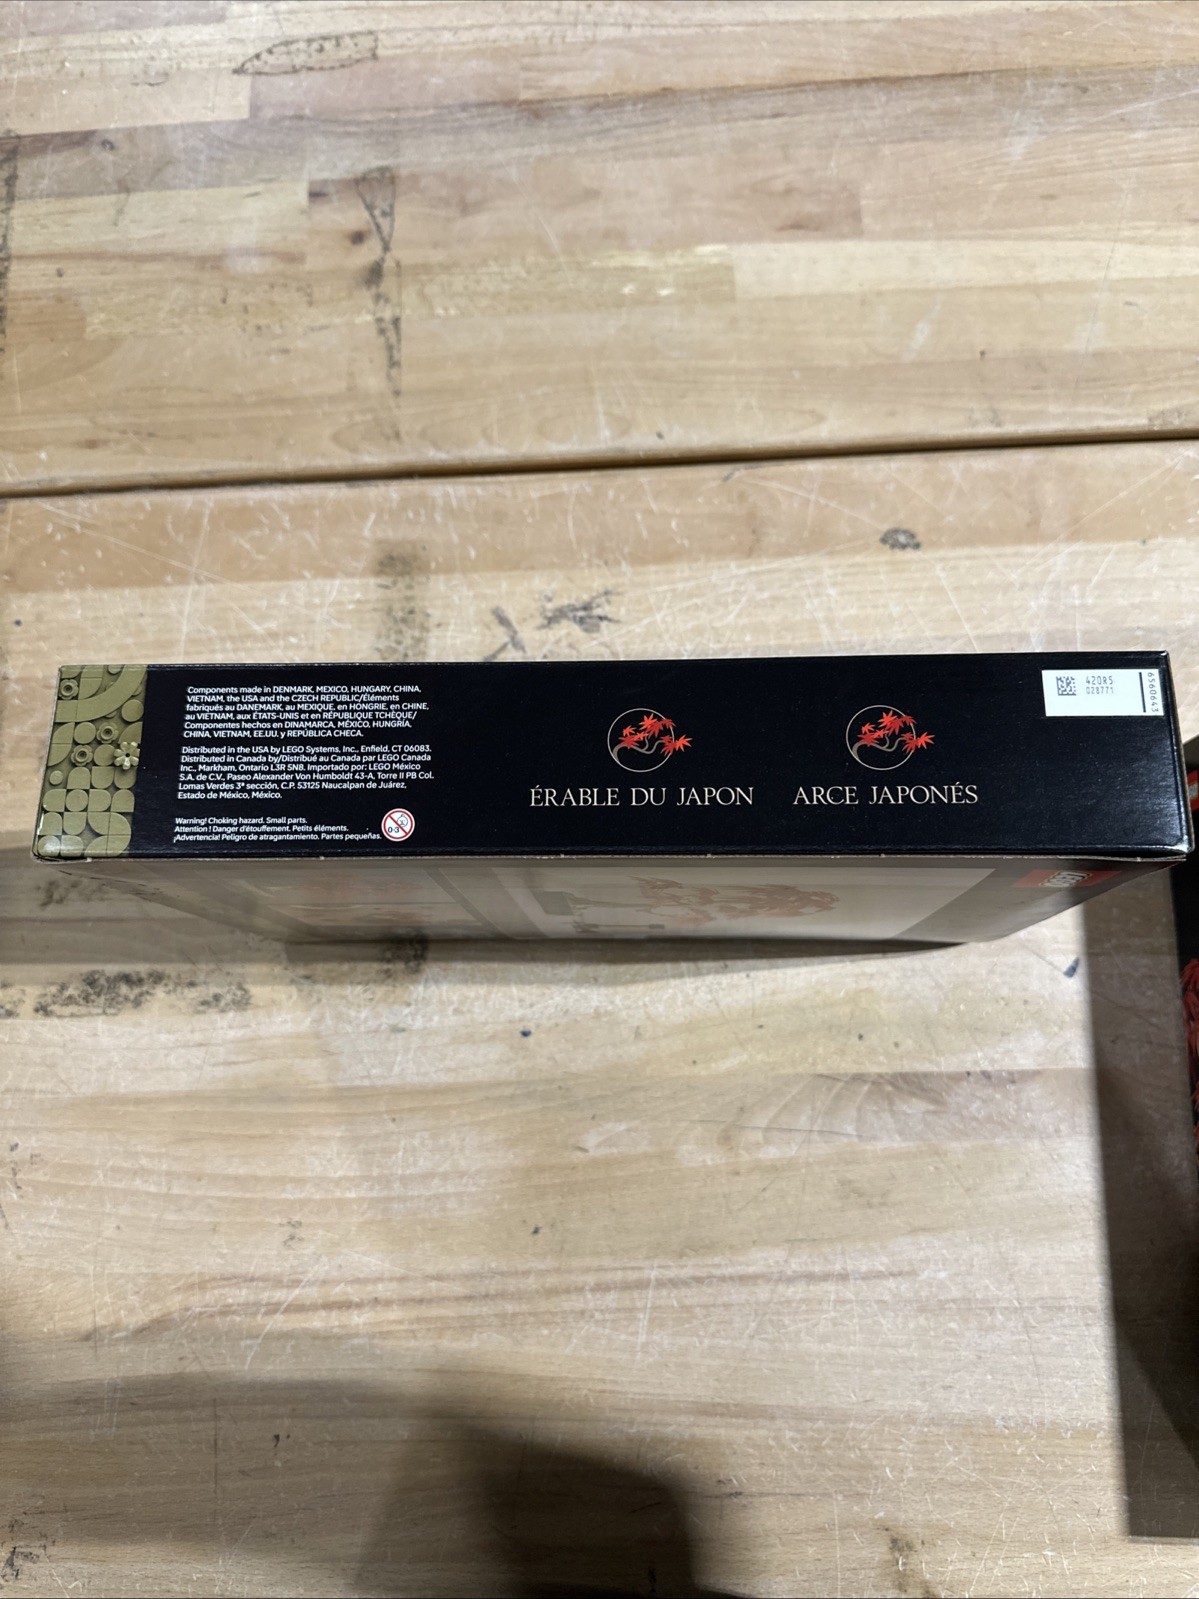 Components made in DENMARK, MEXICO, HUNGARY, CHINA,
VIETNAM, the USA and the CZECH REPUBLIC/Éléments
fabriqués au DANEMARK, au MEXIQUE, en HONGRIE, en CHINE,
au VIETNAM, aux ÉTATS-UNIS et en RÉPUBLIQUE TCHÈQUE/
Componentes hechos en DINAMARCA, MÉXICO, HUNGRÍA,
CHINA, VIETNAM, EE.UU. y REPÚBLICA CHECA.
Distributed in the USA by LEGO Systems, Inc., Enfield, CT 06083.
Distributed in Canada by/Distribué au Canada par LEGO Canada
Inc., Markham, Ontario L3R 5N8. Importado por: LEGO México
S.A. de C.V., Paseo Alexander Von Humboldt 43-A, Torre II PB Col.
Lomas Verdes 3ª sección, C.P. 53125 Naucalpan de Juárez,
Estado de México, México.
Warning! Choking hazard. Small parts.
Attention ! Danger d'étouffement. Petits éléments.
¡Advertencia! Peligro de atragantamiento. Partes pequeñas.
0-3
ÉRABLE DU JAPON
ARCE JAPONÉS
420R5
028771
6560643
LEGO